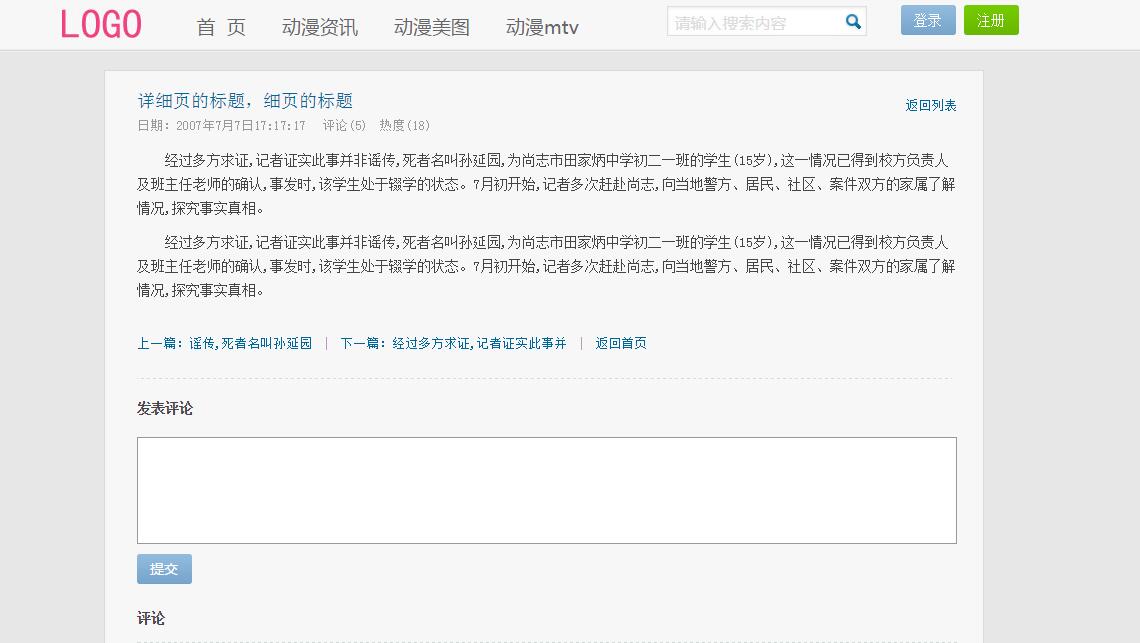 LOGO 首 页 动漫资讯 动漫美图 动漫mtv 请输入搜索内容 登录 注册
详细页的标题，细页的标题
返回列表
日期：2007年7月7日17:17:17 评论(5) 热度(18)
经过多方求证,记者证实此事并非谣传,死者名叫孙延园,为尚志市田家炳中学初二一班的学生(15岁),这一情况已得到校方负责人
及班主任老师的确认,事发时,该学生处于辍学的状态。7月初开始,记者多次赶赴尚志,向当地警方、居民、社区、案件双方的家属了解
情况,探究事实真相。
经过多方求证,记者证实此事并非谣传,死者名叫孙延园,为尚志市田家炳中学初二一班的学生(15岁),这一情况已得到校方负责人
及班主任老师的确认,事发时,该学生处于辍学的状态。7月初开始,记者多次赶赴尚志,向当地警方、居民、社区、案件双方的家属了解
情况,探究事实真相。
上一篇：谣传,死者名叫孙延园 | 下一篇：经过多方求证,记者证实此事并 | 返回首页
发表评论
提交
评论